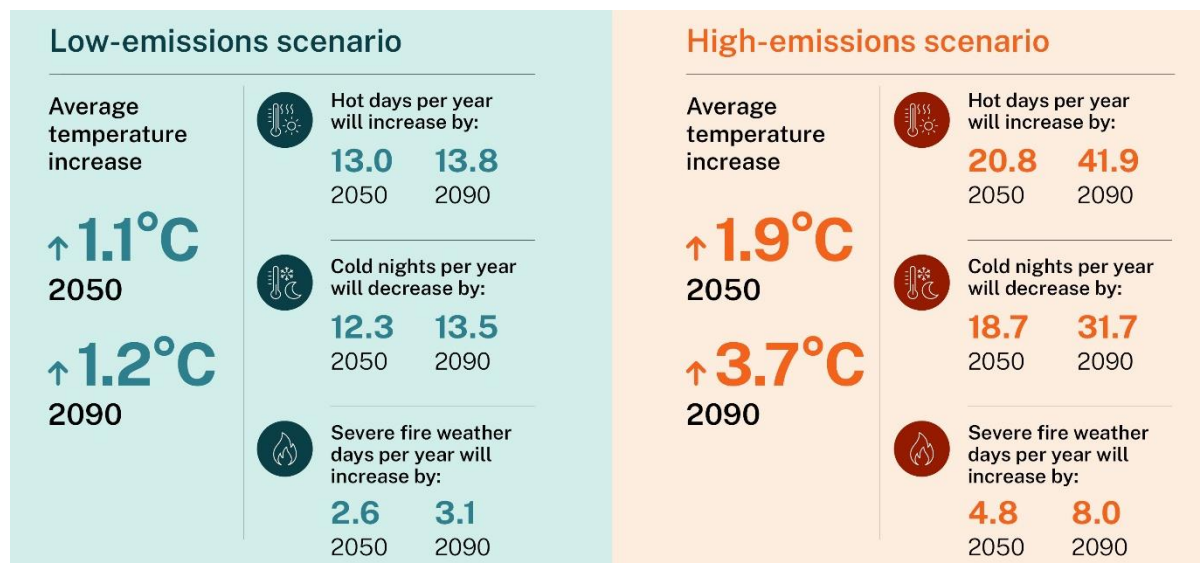 Low-emissions scenario
Average
temperature
increase
↑1.1°C
2050
↑1.2°C
2090
Hot days per year
will increase by:
13.0 13.8
2050 2090
Cold nights per year
will decrease by:
12.3 13.5
2050 2090
Severe fire weather
days per year will
increase by:
2.6 3.1
2050 2090
High-emissions scenario
Average
temperature
increase
↑1.9°C
2050
↑3.7°C
2090
Hot days per year
will increase by:
20.8 41.9
2050 2090
Cold nights per year
will decrease by:
18.7 31.7
2050 2090
Severe fire weather
days per year will
increase by:
4.8 8.0
2050 2090